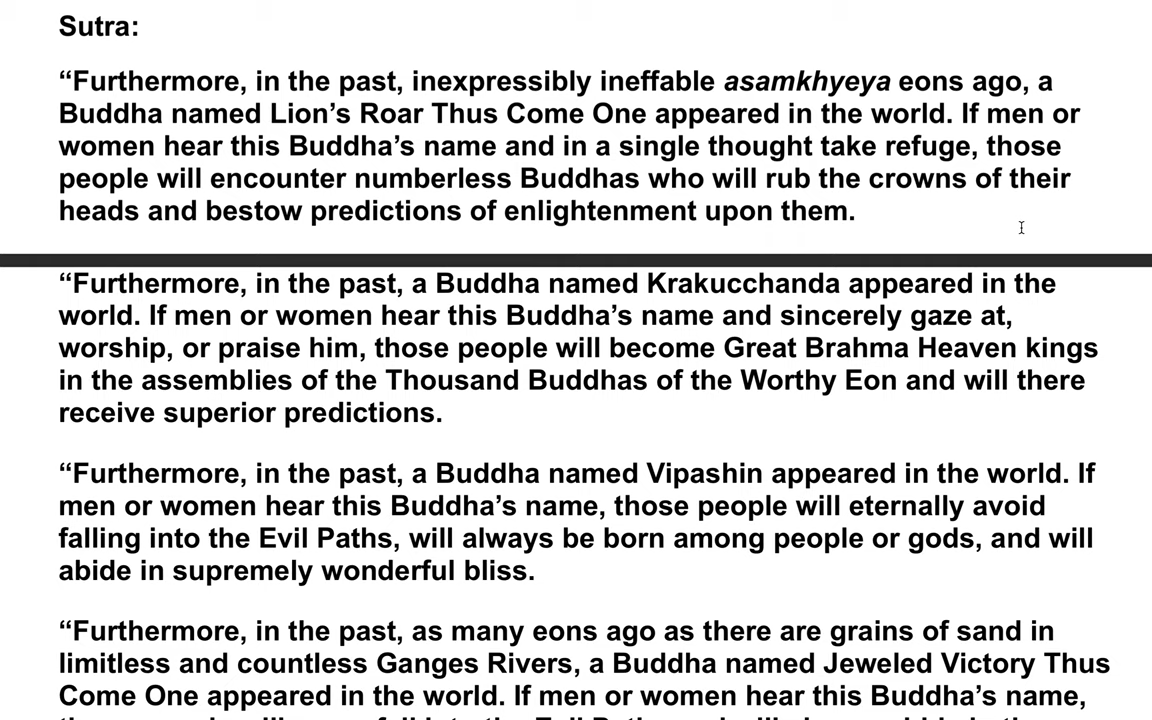 Sutra:
“Furthermore, in the past, inexpressibly ineffable asamkhyeya eons ago, a
Buddha named Lion’s Roar Thus Come One appeared in the world. If men or
women hear this Buddha’s name and in a single thought take refuge, those
people will encounter numberless Buddhas who will rub the crowns of their
heads and bestow predictions of enlightenment upon them.
“Furthermore, in the past, a Buddha named Krakucchanda appeared in the
world. If men or women hear this Buddha’s name and sincerely gaze at,
worship, or praise him, those people will become Great Brahma Heaven kings
in the assemblies of the Thousand Buddhas of the Worthy Eon and will there
receive superior predictions.
“Furthermore, in the past, a Buddha named Vipashin appeared in the world. If
men or women hear this Buddha’s name, those people will eternally avoid
falling into the Evil Paths, will always be born among people or gods, and will
abide in supremely wonderful bliss.
“Furthermore, in the past, as many eons ago as there are grains of sand in
limitless and countless Ganges Rivers, a Buddha named Jeweled Victory Thus
Come One appeared in the world. If men or women hear this Buddha’s name,